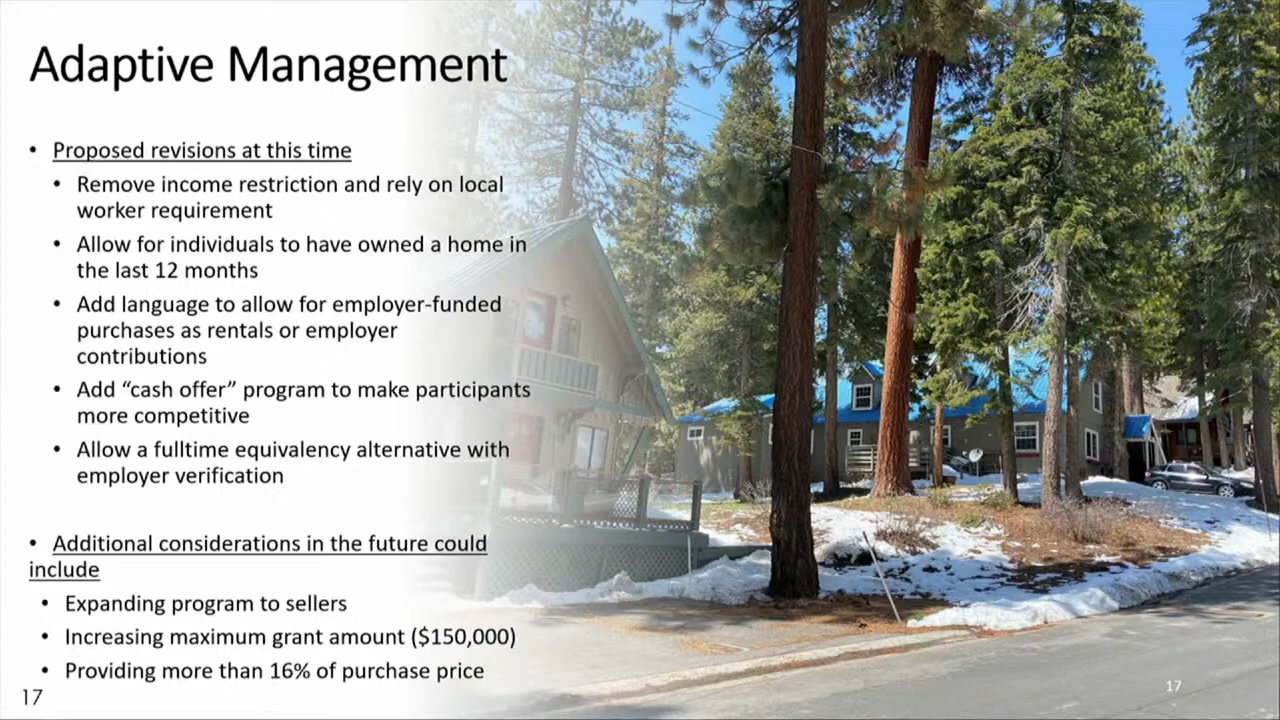 Adaptive Management
• Proposed revisions at this time
• Remove income restriction and rely on local
worker requirement
• Allow for individuals to have owned a home in
the last 12 months
• Add language to allow for employer-funded
purchases as rentals or employer
contributions
• Add “cash offer” program to make participants
more competitive
• Allow a fulltime equivalency alternative with
employer verification
• Additional considerations in the future could
include
• Expanding program to sellers
• Increasing maximum grant amount ($150,000)
• Providing more than 16% of purchase price
17
17